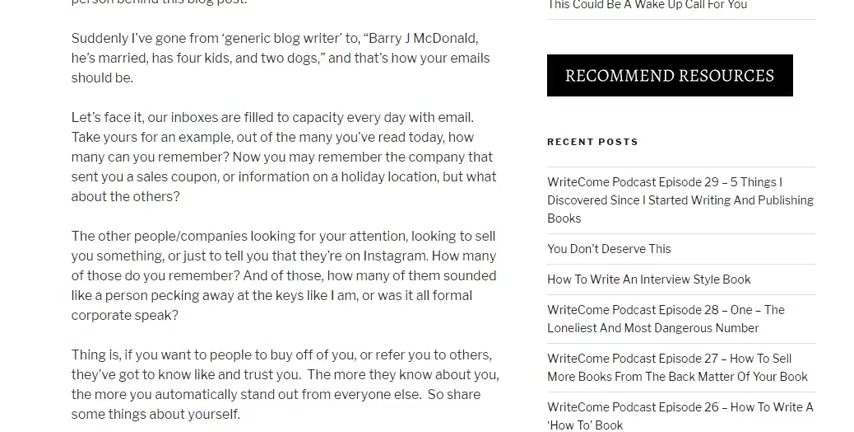 person behind this blog post.
Suddenly I've gone from 'generic blog writer' to, “Barry J McDonald,
he's married, has four kids, and two dogs,” and that's how your emails
should be.
Let's face it, our inboxes are filled to capacity every day with email.
Take yours for an example, out of the many you've read today, how
many can you remember? Now you may remember the company that
sent you a sales coupon, or information on a holiday location, but what
about the others?
The other people/companies looking for your attention, looking to sell
you something, or just to tell you that they're on Instagram. How many
of those do you remember? And of those, how many of them sounded
like a person pecking away at the keys like I am, or was it all formal
corporate speak?
Thing is, if you want to people to buy off of you, or refer you to others,
they've got to know like and trust you.  The more they know about you,
the more you automatically stand out from everyone else.  So share
some things about yourself.
This Could Be A Wake Up Call For You
RECOMMEND RESOURCES
RECENT POSTS
WriteCome Podcast Episode 29 – 5 Things I
Discovered Since I Started Writing And Publishing
Books
You Don't Deserve This
How To Write An Interview Style Book
WriteCome Podcast Episode 28 – One – The
Loneliest And Most Dangerous Number
WriteCome Podcast Episode 27 – How To Sell
More Books From The Back Matter Of Your Book
WriteCome Podcast Episode 26 – How To Write A
'How To' Book